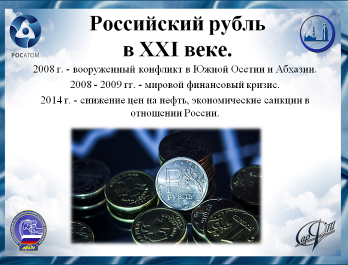 Российский рубль
в XXI веке.
РОСАТОМ
2008 г. - вооруженный конфликт в Южной Осетии и Абхазии.
2008 - 2009 гг. - мировой финансовый кризис.
2014 г. - снижение цен на нефть, экономические санкции в
отношении России.
РУБЛЬ